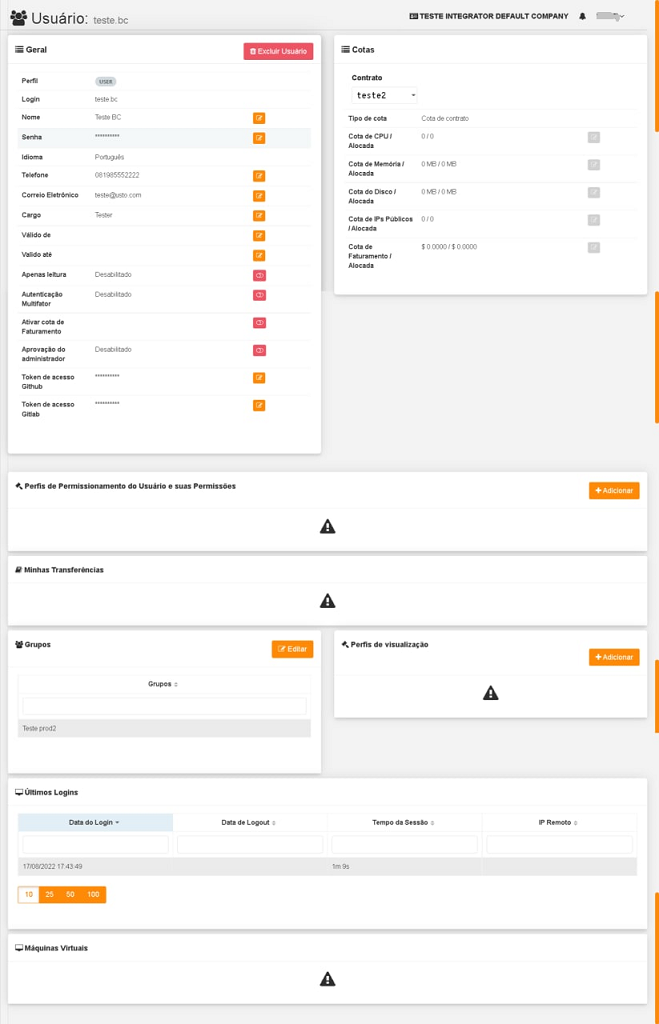 Usuário: teste.bc
TESTE INTEGRATOR DEFAULT COMPANY
Geral
Excluir Usuário
Perfil USER
Login teste.bc
Nome Teste BC
Senha **********
Idioma Português
Telefone 081985552222
Correio Eletrônico teste@usto.com
Cargo Tester
Válido de
Valido até
Apenas leitura Desabilitado
Autenticação Desabilitado
Multifator
Ativar cota de
Faturamento
Aprovação do Desabilitado
administrador
Token de acesso **********
Github
Token de acesso **********
Gitlab
Cotas
Contrato
teste2
Tipo de cota Cota de contrato
Cota de CPU / 0 / 0
Alocada
Cota de Memória / 0 MB / 0 MB
Alocada
Cota do Disco / 0 MB / 0 MB
Alocada
Cota de IPs Públicos 0 / 0
/ Alocada
Cota de $ 0.0000 / $ 0.0000
Faturamento /
Alocada
Perfis de Permissionamento do Usuário e suas Permissões
Adicionar
Minhas Transferências
Grupos
Editar
Grupos
Teste prod2
Perfis de visualização
Adicionar
Últimos Logins
Data do Login Data de Logout Tempo da Sessão IP Remoto
17/08/2022 17:43:49 1m 9s
10 25 50 100
Máquinas Virtuais